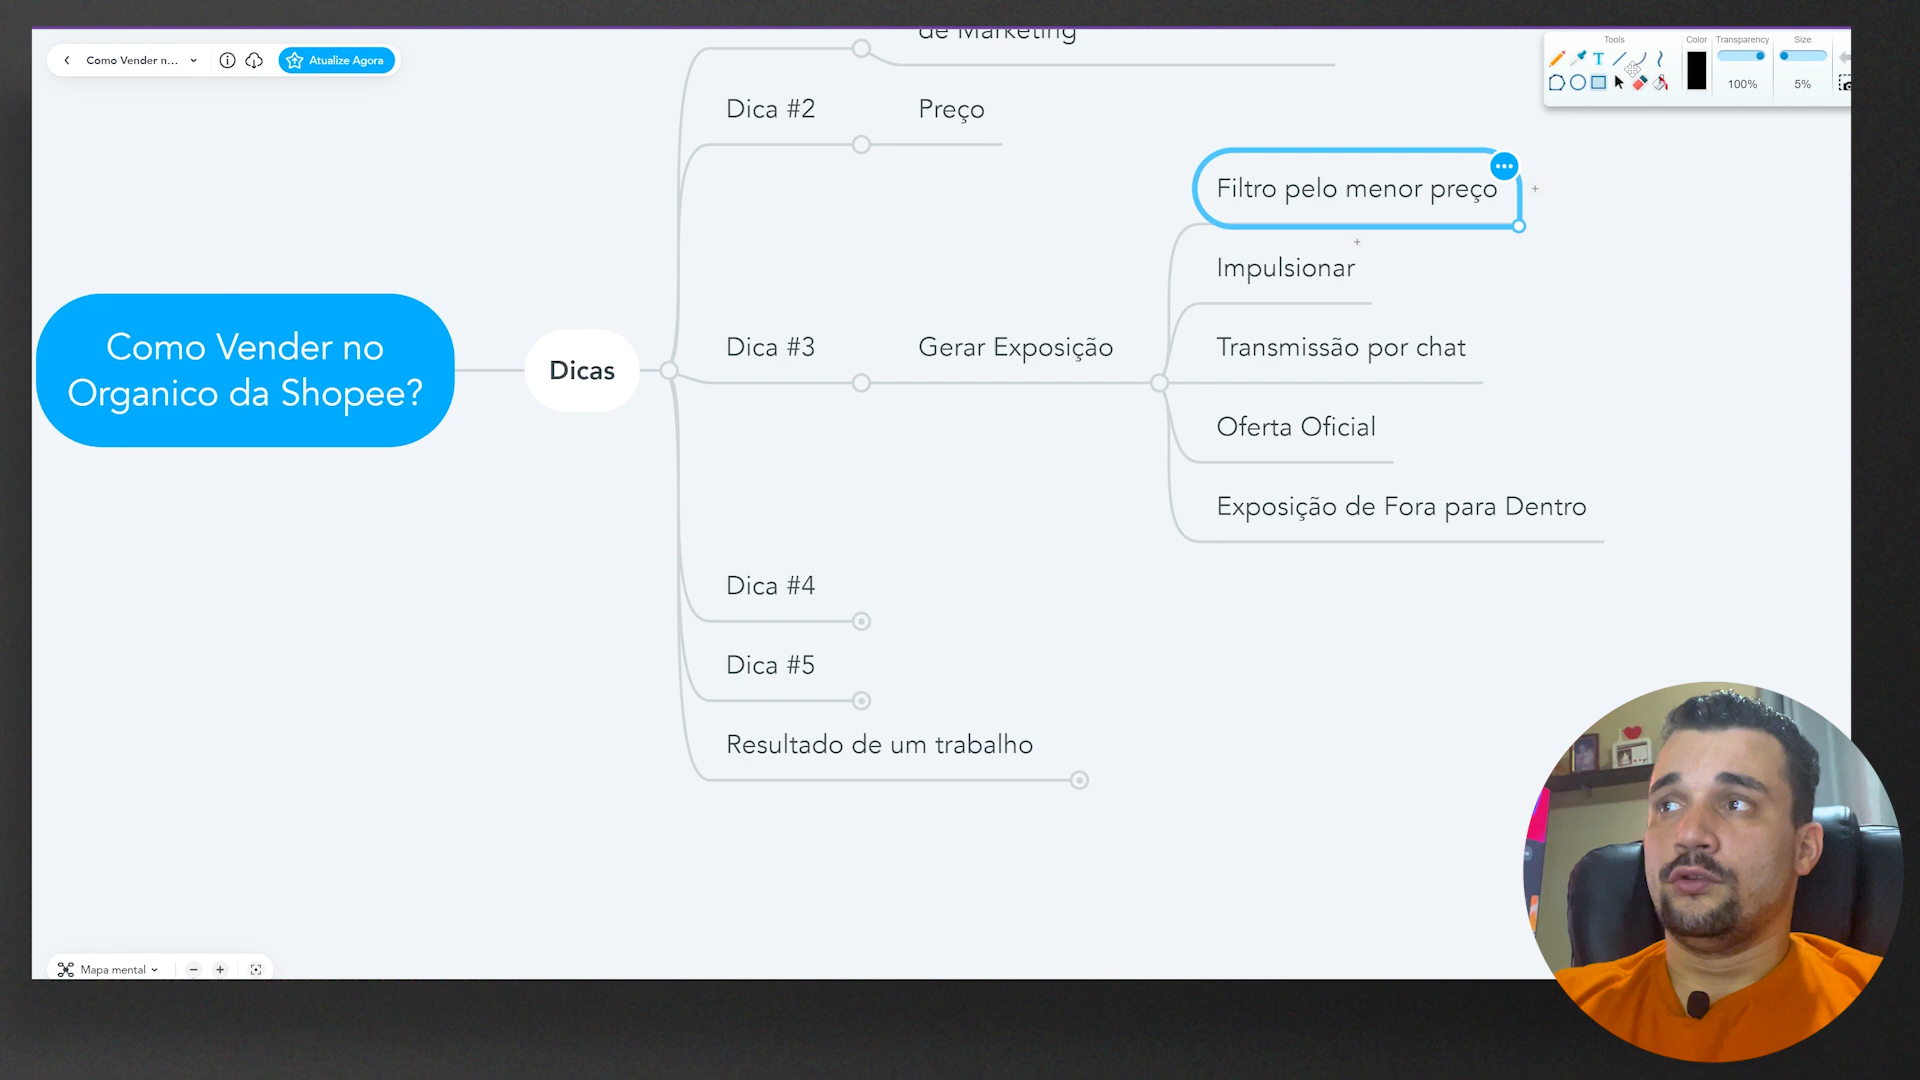 de Marketing
Como Vender n...
Atualize Agora
Tools
Color
Transparency
Size
100%
5%
Dica #2
Preço
Filtro pelo menor preço
Impulsionar
Como Vender no
Organico da Shopee?
Dicas
Dica #3
Gerar Exposição
Transmissão por chat
Oferta Oficial
Exposição de Fora para Dentro
Dica #4
Dica #5
Resultado de um trabalho
Mapa mental